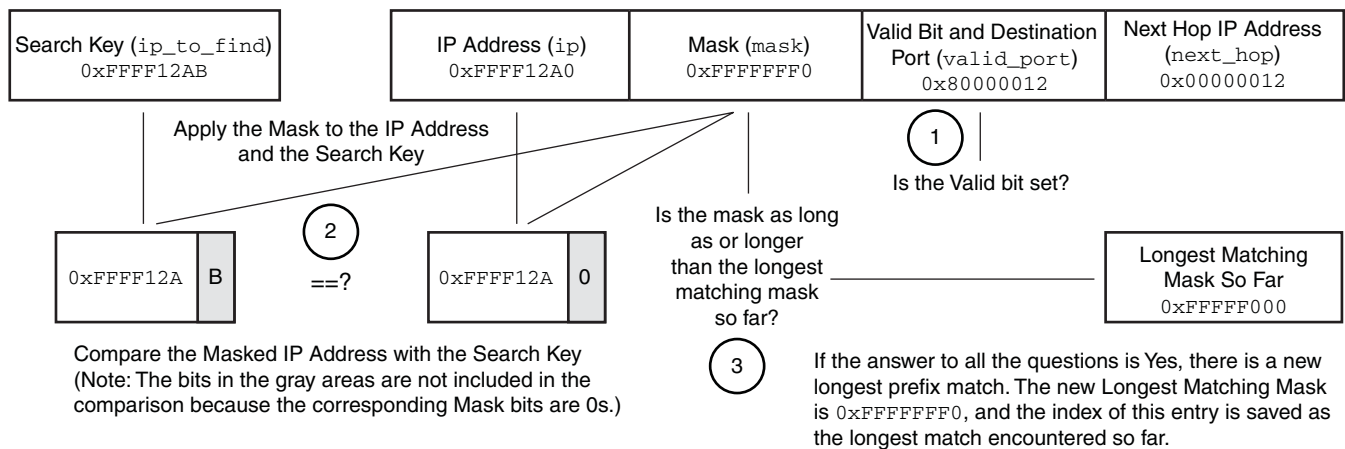 Search Key (ip_to_find)
0xFFFF12AB
IP Address (ip)
0xFFFF12A0
Mask (mask)
0xFFFFFFF0
Valid Bit and Destination
Port (valid_port)
0x80000012
Next Hop IP Address
(next_hop)
0x00000012
Apply the Mask to the IP Address
and the Search Key
1
Is the Valid bit set?
2
==?
0xFFFF12A B
0xFFFF12A 0
Is the mask as long
as or longer
than the longest
matching mask
so far?
Longest Matching
Mask So Far
0xFFFFF000
Compare the Masked IP Address with the Search Key
(Note: The bits in the gray areas are not included in the
comparison because the corresponding Mask bits are 0s.)
3
If the answer to all the questions is Yes, there is a new
longest prefix match. The new Longest Matching Mask
is 0xFFFFFFF0, and the index of this entry is saved as
the longest match encountered so far.